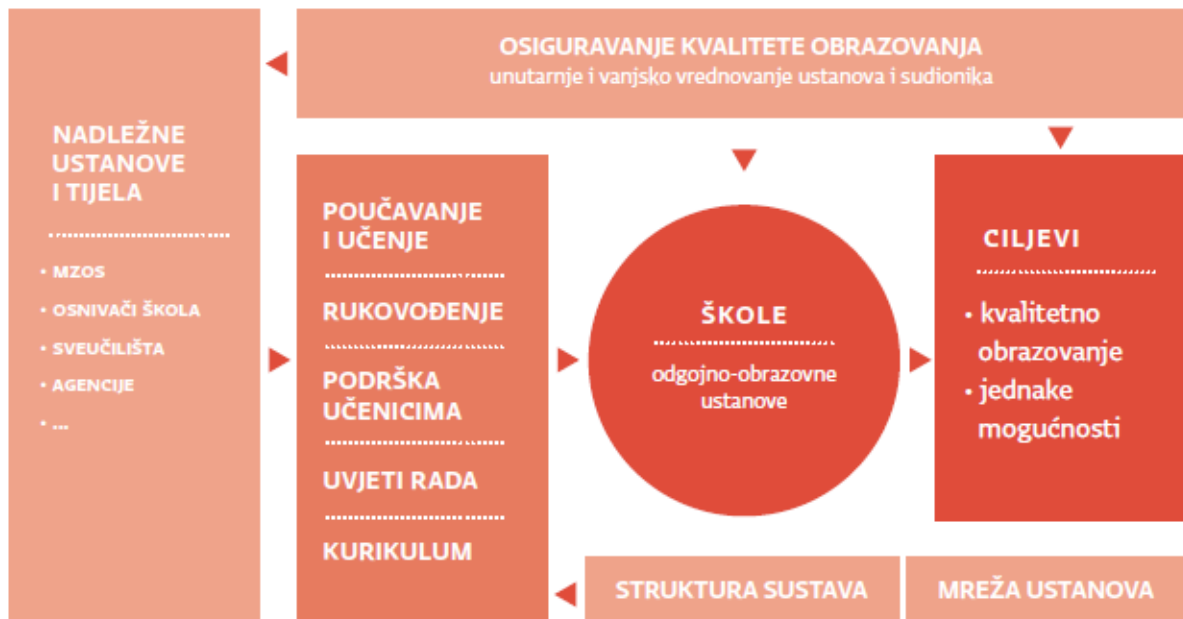 OSIGURAVANJE KVALITETE OBRAZOVANJA
unutarnje i vanjsko vrednovanje ustanova i sudionika
NADLEŽNE
USTANOVE
I TIJELA
• MZOS
• OSNIVAČI ŠKOLA
• SVEUČILIŠTA
• AGENCIJE
• ...
POUČAVANJE
I UČENJE
RUKOVOĐENJE
PODRŠKA
UČENICIMA
UVJETI RADA
KURIKULUM
ŠKOLE
odgojno-obrazovne
ustanove
CILJEVI
• kvalitetno
obrazovanje
• jednake
mogućnosti
STRUKTURA SUSTAVA
MREŽA USTANOVA